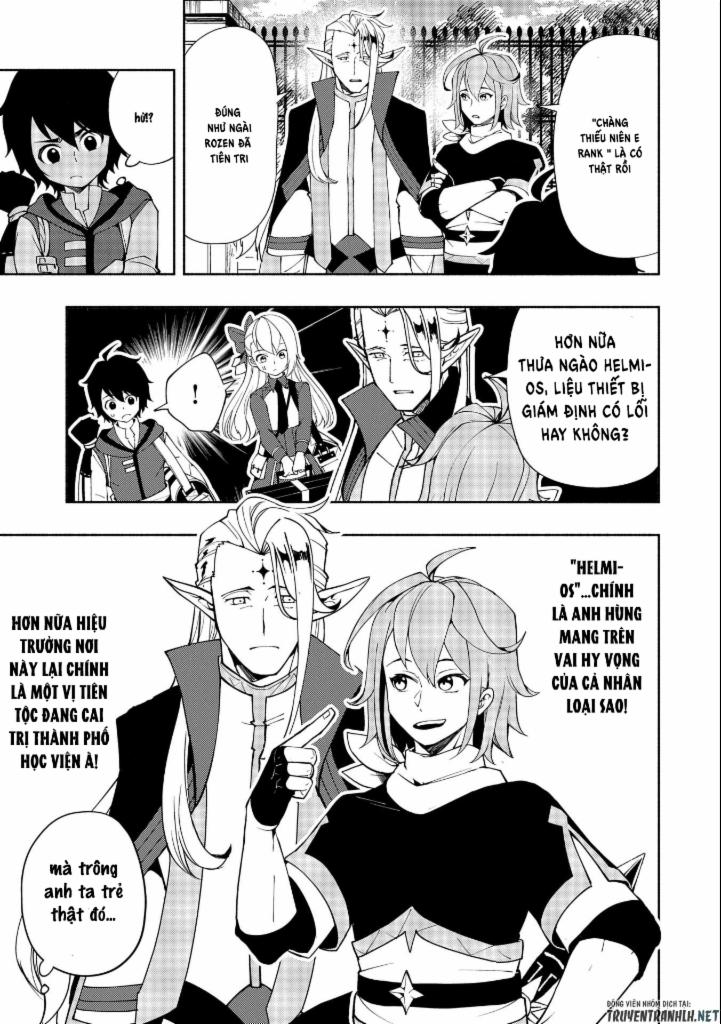 "CHÀNG
THIẾU NIÊN E
RANK " LÀ CÓ
THẬT RỒI
ĐÚNG
NHƯ NGÀI
ROZEN ĐÃ
TIÊN TRI
hử!?
HƠN NỮA
THƯA NGÀO HELMI-
OS, LIỆU THIẾT BỊ
GIÁM ĐỊNH CÓ LỖI
HAY KHÔNG?
!
"HELMI-
OS"...CHÍNH
LÀ ANH HÙNG
MANG TRÊN
VAI HY VỌNG
CỦA CẢ NHÂN
LOẠI SAO!
HƠN NỮA HIỆU
TRƯỞNG NƠI
NÀY LẠI CHÍNH
LÀ MỘT VỊ TIÊN
TỘC ĐANG CAI
TRỊ THÀNH PHỐ
HỌC VIỆN À!
mà trông
anh ta trẻ
thật đó...
ĐỘNG VIÊN NHÓM DỊCH TẠI:
TRUYENTRANHLH.NET